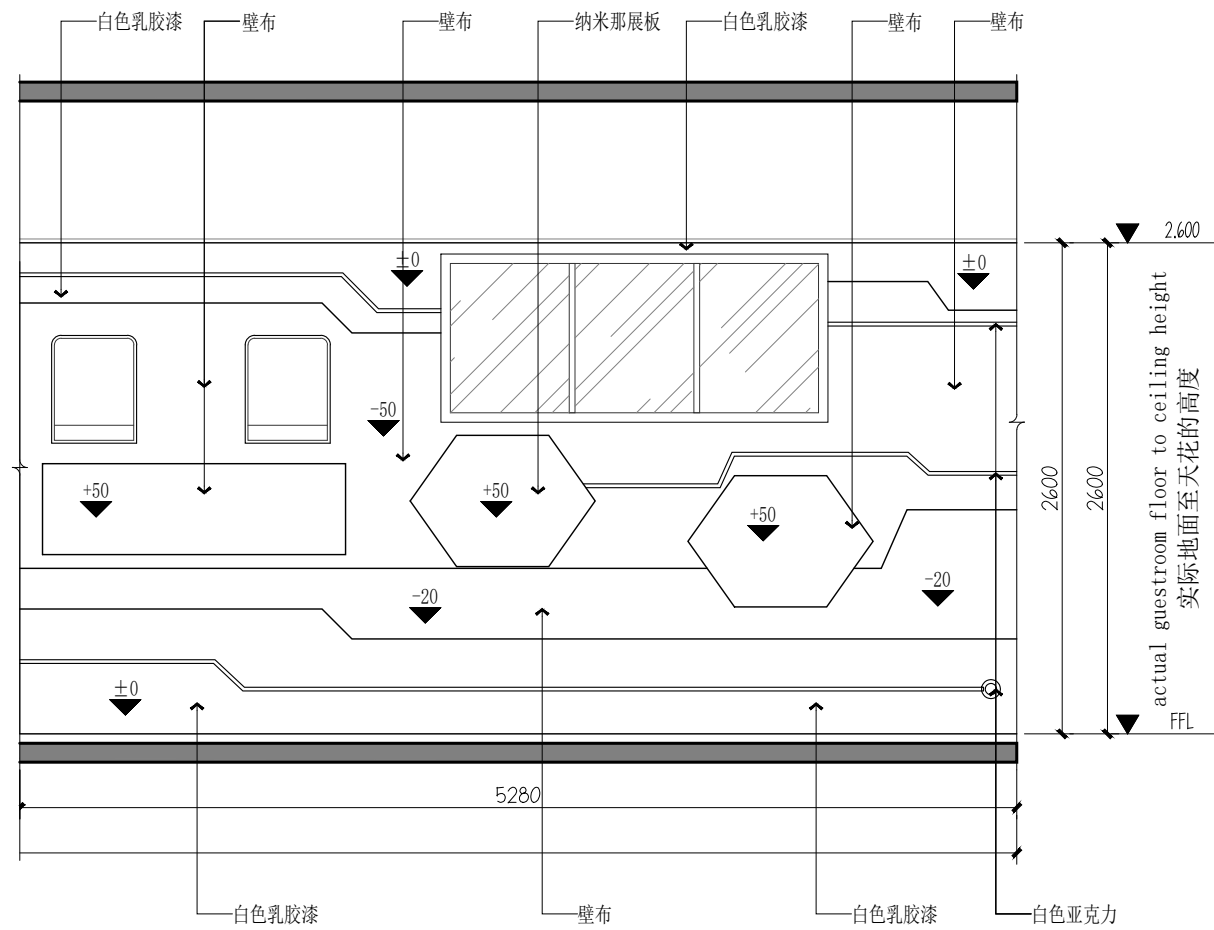 白色乳胶漆
壁布
壁布
纳米那展板
白色乳胶漆
壁布
壁布
2.600
±0
±0
-50
+50
+50
+50
-20
-20
±0
2600
2600
actual guestroom floor to ceiling height
实际地面至天花的高度
FFL
5280
白色乳胶漆
壁布
白色乳胶漆
白色亚克力